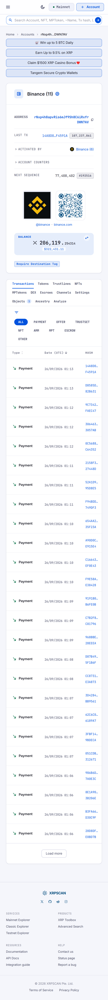 Mainnet
+ Account
Search Account, NFT, MPToken, ~Name, Tx hash, L
Home > Accounts > rNxp4h...DWN7AV
Win up to 5 BTC Daily
Earn Up to 9.5% on XRP
Claim $1500 XRP Casino Bonus
Tangem Secure Crypto Wallets
Binance (11)
ADDRESS rNxp4h8apvRis6mJf9Sh8C6iRxfr
DWN7AV
LAST TX 14A8D0…F4591A 107,237,861
ACTIVATED BY Binance (6)
ACCOUNT COUNTERS
NEXT SEQUENCE 77,408,402 #192516
@binance · binance.com
BALANCE
206,119.254314
$322,431.11
Require Destination Tag
Transactions Tokens Trustlines NFTs
MPTokens DEX Escrows Channels Settings
Objects 1 Ancestry Analyze
ALL PAYMENT OFFER TRUSTSET
NFT AMM MPT ESCROW
OTHER
Type Date (UTC) HASH
Payment 26/09/2026 01:13 14A8D0…
F4591A
Payment 26/09/2026 01:13 D8585D…
82B631
Payment 26/09/2026 01:12 9C7342…
FAEC47
Payment 26/09/2026 01:12 306463…
3057AB
Payment 26/09/2026 01:12 0C5688…
C64352
Payment 26/09/2026 01:11 2158F3…
27448D
Payment 26/09/2026 01:11 52A1D9…
95D8E5
Payment 26/09/2026 01:11 F94BDD…
749DF3
Payment 26/09/2026 01:10 654AA2…
35F23A
Payment 26/09/2026 01:10 A90D0C…
E915E4
Payment 26/09/2026 01:10 C16643…
EF0E43
Payment 26/09/2026 01:10 F9E58A…
E38428
Payment 26/09/2026 01:09 9191B0…
B6FE0B
Payment 26/09/2026 01:09 C7B2F8…
C81796
Payment 26/09/2026 01:09 968BBE…
28EEEA
Payment 26/09/2026 01:08 D07B49…
5F1B6F
Payment 26/09/2026 01:08 CC8731…
E3A873
Payment 26/09/2026 01:07 3D4284…
BB9561
Payment 26/09/2026 01:07 62C6C0…
6189A7
Payment 26/09/2026 01:07 3FBF14…
9BDECA
Payment 26/09/2026 01:07 051CDB…
312671
Payment 26/09/2026 01:06 986B6D…
7A0E3C
Payment 26/09/2026 01:06 8E1A90…
3B206E
Payment 26/09/2026 01:06 B3FA66…
D30C9F
Payment 26/09/2026 01:06 20D8DF…
E0BD7B
Load more
XRPSCAN
SERVICES PRODUCTS
Mainnet Explorer XRP Toolbox
Classic Explorer Advanced Search
Testnet Explorer
RESOURCES HELP
Documentation Contact us
API Docs Status page
Integration guide Report a bug
© 2026 XRPSCAN Pte. Ltd.
Terms of Service Privacy Policy